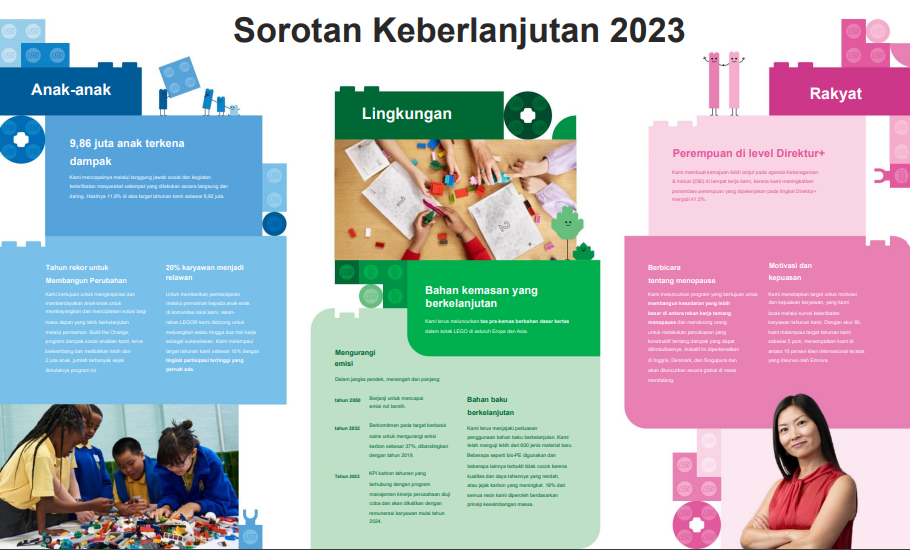 Sorotan Keberlanjutan 2023
Anak-anak
9,86 juta anak terkena
dampak
Kami mencapainya melalui tanggung jawab sosial dan kegiatan
keterlibatan masyarakat setempat yang dilakukan secara langsung dan
daring. Hasilnya 11,8% di atas target tahunan kami sebesar 8,82 juta
Tahun rekor untuk
Membangun Perubahan
Kami bertujuan untuk menginspirasi dan
memberdayakan anak-anak untuk
membayangkan dan menciptakan solusi bagi
masa depan yang lebih berkelanjutan
melalui permainan. Build the Change,
program dampak sosial andalan kami, terus
berkembang dan melibatkan lebih dari
2 juta anak, jumlah terbanyak sejak
dimulainya program ini.
20% karyawan menjadi
relawan
Untuk memberikan pembelajaran
melalui permainan kepada anak-anak
di komunitas lokal kami, rekan-
rekan LEGO® kami didorong untuk
meluangkan waktu hingga dua hari kerja
sebagai sukarelawan. Kami melampaui
target tahunan kami sebesar 18% dengan
tingkat partisipasi tertinggi yang
pernah ada.
Lingkungan
Bahan kemasan yang
berkelanjutan
Kami terus meluncurkan tas pra-kemas berbahan dasar kertas
dalam kotak LEGO di seluruh Eropa dan Asia.
Mengurangi
emisi
Dalam jangka pendek, menengah dan panjang:
tahun 2050
Berjanji untuk mencapai
emisi nol bersih.
tahun 2032
Berkomitmen pada target berbasis
sains untuk mengurangi emisi
karbon sebesar 37%, dibandingkan
dengan tahun 2019.
Tahun 2023
KPI karbon tahunan yang
terhubung dengan program
manajemen kinerja perusahaan diuji
coba dan akan dikaitkan dengan
remunerasi karyawan mulai tahun
2024.
Bahan baku
berkelanjutan
Kami terus menjajaki perluasan
penggunaan bahan baku berkelanjutan. Kami
telah menguji lebih dari 600 jenis material baru.
Beberapa seperti bio-PE digunakan dan
beberapa lainnya terbukti tidak cocok karena
kualitas dan daya tahannya yang rendah,
atau jejak karbon yang meningkat. 18% dari
semua resin kami diperoleh berdasarkan
prinsip keseimbangan massa.
Rakyat
Perempuan di level Direktur+
Kami membuat kemajuan lebih lanjut pada agenda Keberagaman
& Inklusi (D&I) di tempat kerja kami, karena kami meningkatkan
persentase perempuan yang dipekerjakan pada tingkat Direktur+
menjadi 41,0%.
Berbicara
tentang menopause
Kami meluncurkan program yang bertujuan untuk
membangun kesadaran yang lebih
besar di antara rekan kerja tentang
menopause dan mendorong orang
untuk melakukan percakapan yang
konstruktif tentang dampak yang dapat
ditimbulkannya. Inisiatif ini diperkenalkan
di Inggris, Denmark, dan Singapura dan
akan diluncurkan secara global di masa
mendatang.
Motivasi dan
kepuasan
Kami menetapkan target untuk motivasi
dan kepuasan karyawan, yang kami
lacak melalui survei keterlibatan
karyawan tahunan kami. Dengan skor 80,
kami melampaui target tahunan kami
sebesar 5 poin, menempatkan kami di
antara 10 persen klien internasional teratas
yang disurvei oleh Ennova.